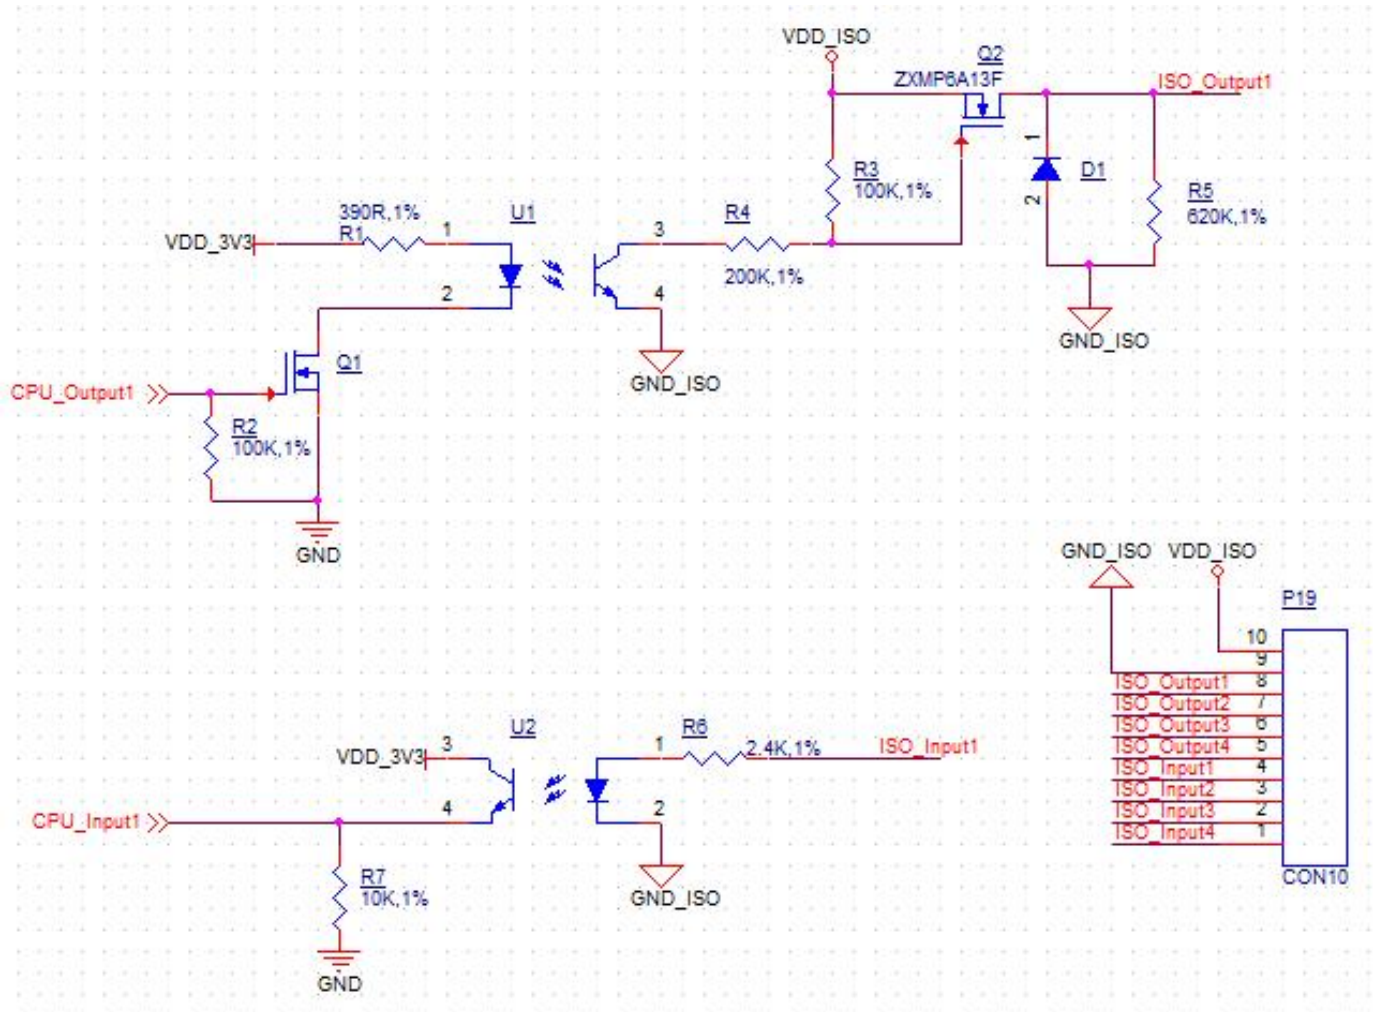 VDD_ISO
Q2
ZXMP6A13F
ISO_Output1
1
D1
2
R3
100K,1%
R5
620K,1%
390R,1%
R1
VDD_3V3
1
U1
3
R4
200K,1%
2
4
GND_ISO
GND_ISO
Q1
CPU_Output1
R2
100K,1%
GND
GND_ISO VDD_ISO
P19
10
9
ISO_Output1 8
ISO_Output2 7
ISO_Output3 6
ISO_Output4 5
ISO_Input1 4
ISO_Input2 3
ISO_Input3 2
ISO_Input4 1
CON10
U2
VDD_3V3
3
1
R6
2.4K,1%
ISO_Input1
CPU_Input1
4
2
R7
10K,1%
GND_ISO
GND